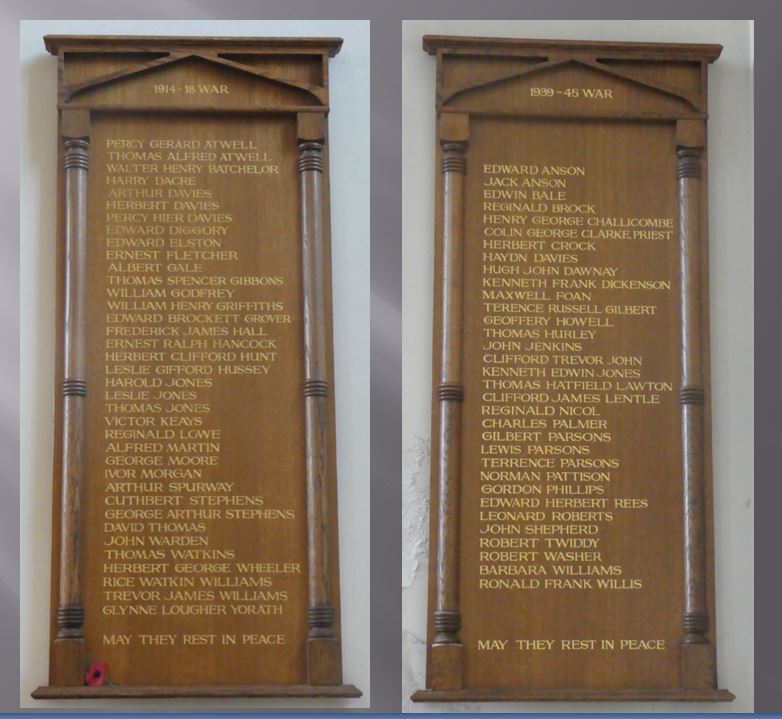 1914-18 WAR
PERCY GERARD ATWELL
THOMAS ALFRED ATWELL
WALTER HENRY BATCHELOR
HARRY DACRE
ARTHUR DAVIES
HERBERT DAVIES
PERCY HIER DAVIES
EDWARD DIGGORY
EDWARD ELSTON
ERNEST FLETCHER
ALBERT GALE
THOMAS SPENCER GIBBONS
WILLIAM GODFREY
WILLIAM HENRY GRIFFITHS
EDWARD BROCKETT GROVER
FREDERICK JAMES HALL
ERNEST RALPH HANCOCK
HERBERT CLIFFORD HUNT
LESLIE GIFFORD HUSSEY
HAROLD JONES
LESLIE JONES
THOMAS JONES
VICTOR KEAYS
REGINALD LOWE
ALFRED MARTIN
GEORGE MOORE
IVOR MORGAN
ARTHUR SPURWAY
CUTHBERT STEPHENS
GEORGE ARTHUR STEPHENS
DAVID THOMAS
JOHN WARDEN
THOMAS WATKINS
HERBERT GEORGE WHEELER
RICE WATKIN WILLIAMS
TREVOR JAMES WILLIAMS
GLYNNE LOUGHER YORATH
MAY THEY REST IN PEACE
1939-45 WAR
EDWARD ANSON
JACK ANSON
EDWIN BALE
REGINALD BROCK
HENRY GEORGE CHALLICOMBE
COLIN GEORGE CLARKE, PRIEST
HERBERT CROCK
HAYDN DAVIES
HUGH JOHN DAWNAY
KENNETH FRANK DICKENSON
MAXWELL FOAN
TERENCE RUSSELL GILBERT
GEOFFERY HOWELL
THOMAS HURLEY
JOHN JENKINS
CLIFFORD TREVOR JOHN
KENNETH EDWIN JONES
THOMAS HATFIELD LAWTON
CLIFFORD JAMES LENTLE
REGINALD NICOL
CHARLES PALMER
GILBERT PARSONS
LEWIS PARSONS
TERRENCE PARSONS
NORMAN PATTISON
GORDON PHILLIPS
EDWARD HERBERT REES
LEONARD ROBERTS
JOHN SHEPHERD
ROBERT TWIDDY
ROBERT WASHER
BARBARA WILLIAMS
RONALD FRANK WILLIS
MAY THEY REST IN PEACE